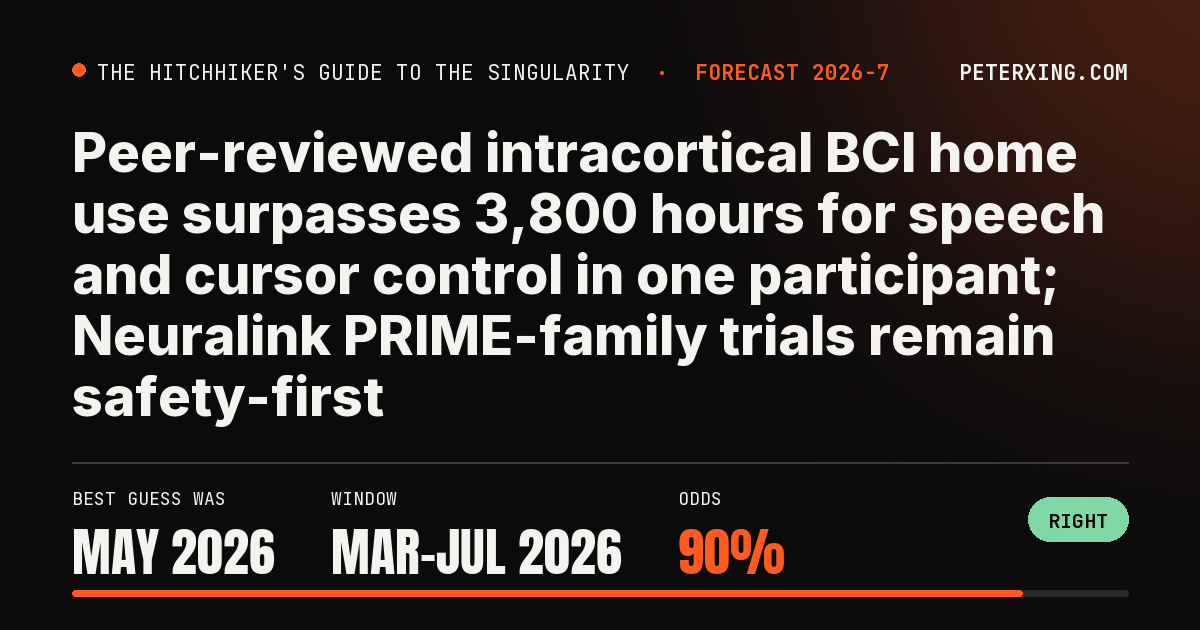 THE HITCHHIKER'S GUIDE TO THE SINGULARITY · FORECAST 2026-7 PETERXING.COM
Peer-reviewed intracortical BCI home
use surpasses 3,800 hours for speech
and cursor control in one participant;
Neuralink PRIME-family trials remain
safety-first
BEST GUESS WAS WINDOW ODDS
MAY 2026 MAR-JUL 2026 90% RIGHT